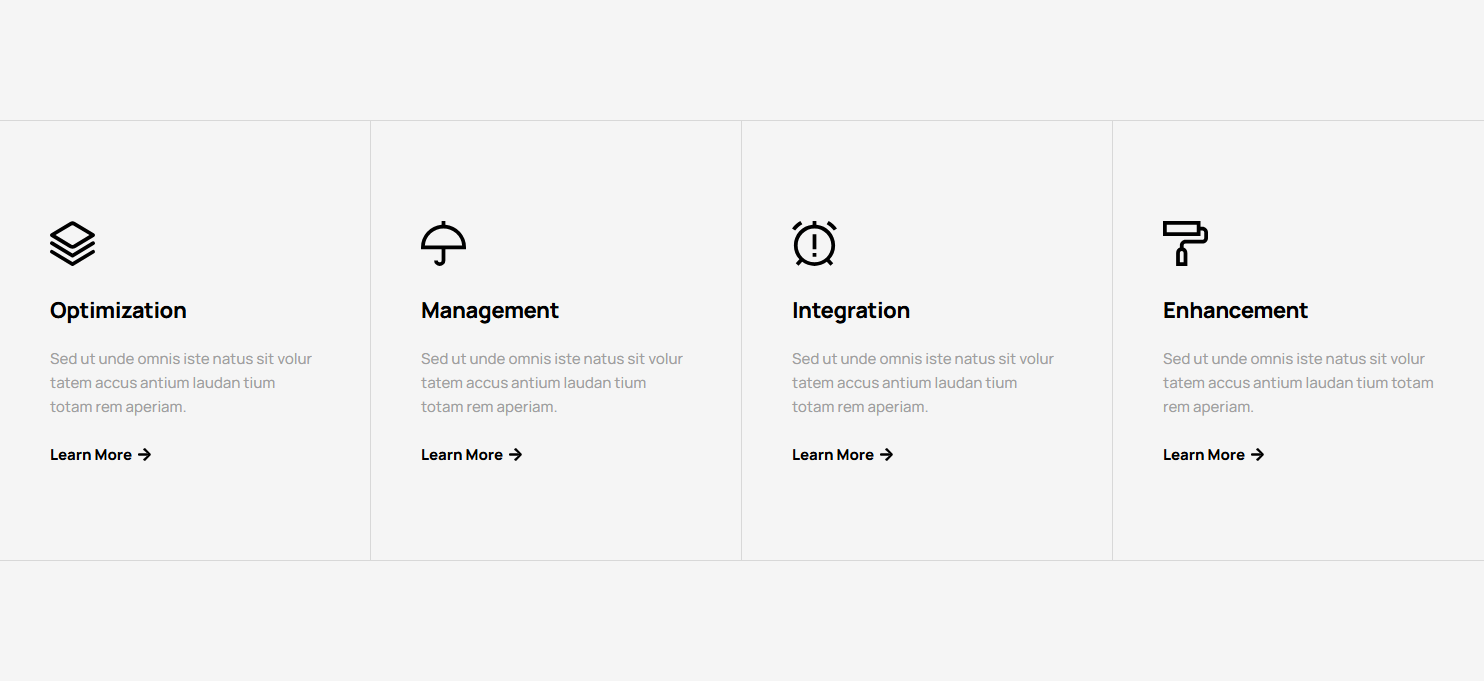 Optimization
Sed ut unde omnis iste natus sit volur
tatem accus antium laudan tium
totam rem aperiam.
Learn More
Management
Sed ut unde omnis iste natus sit volur
tatem accus antium laudan tium
totam rem aperiam.
Learn More
Integration
Sed ut unde omnis iste natus sit volur
tatem accus antium laudan tium
totam rem aperiam.
Learn More
Enhancement
Sed ut unde omnis iste natus sit volur
tatem accus antium laudan tium totam
rem aperiam.
Learn More